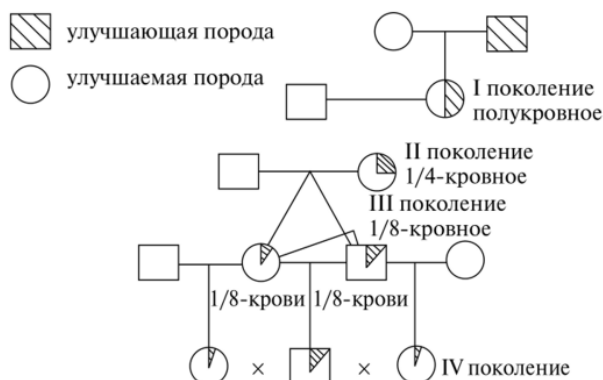 улучшающая порода
улучшаемая порода
I поколение
полукровное
II поколение
1/4-кровное
III поколение
1/8-кровное
1/8-крови 1/8-крови
× × IV поколение